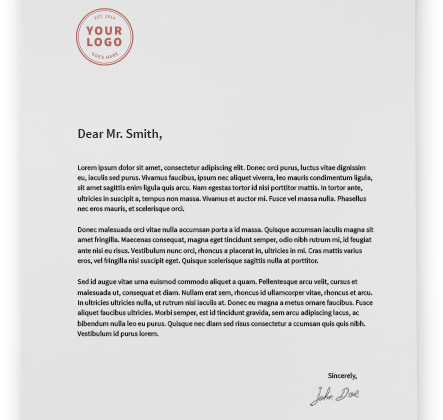 EST. 2019
YOUR
LOGO
GOES HERE
Dear Mr. Smith,
Lorem ipsum dolor sit amet, consectetur adipiscing elit. Donec orci purus, luctus vitae dignissim
eu, iaculis sed purus. Vivamus faucibus, ipsum nec aliquet viverra, leo mauris condimentum ligula,
sit amet sagittis enim ligula quis arcu. Nam egestas tortor id nisi porttitor mattis. In tortor ante,
ultricies in suscipit a, tempus non massa. Vivamus et auctor mi. Fusce vel massa nulla. Phasellus
nec eros mauris, et scelerisque orci.
Donec malesuada orci vitae nulla accumsan porta a id massa. Quisque accumsan iaculis magna sit
amet fringilla. Maecenas consequat, magna eget tincidunt semper, odio nibh rutrum mi, id feugiat
ante nisi eu risus. Vestibulum nunc orci, rhoncus a placerat in, ultricies in mi. Cras mattis convallis
eros, vel fringilla nisi suscipit eget. Quisque scelerisque sagittis nulla at porttitor varius.
Sed id augue vitae urna euismod commodo aliquet a quam. Pellentesque arcu velit, cursus et
malesuada ut, consequat et diam. Nullam erat sem, rhoncus id ullamcorper vitae, rhoncus et arcu.
In ultricies ultricies nulla, ut rutrum nisi iaculis at. Donec eu magna a metus ornare faucibus. Fusce
aliquet faucibus ultricies. Morbi semper, est id tincidunt gravida, sem arcu adipiscing lacus, ac
bibendum nulla leo eu purus. Quisque nec diam sed risus consectetur a ccumsan quis quis nibh.
Vestibulum id purus lorem.
Sincerely,
John Doe